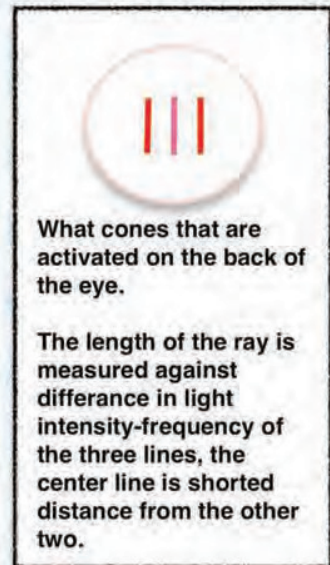 What cones that are
activated on the back of
the eye.
The length of the ray is
measured against
differance in light
intensity-frequency of
the three lines, the
center line is shorted
distance from the other
two.